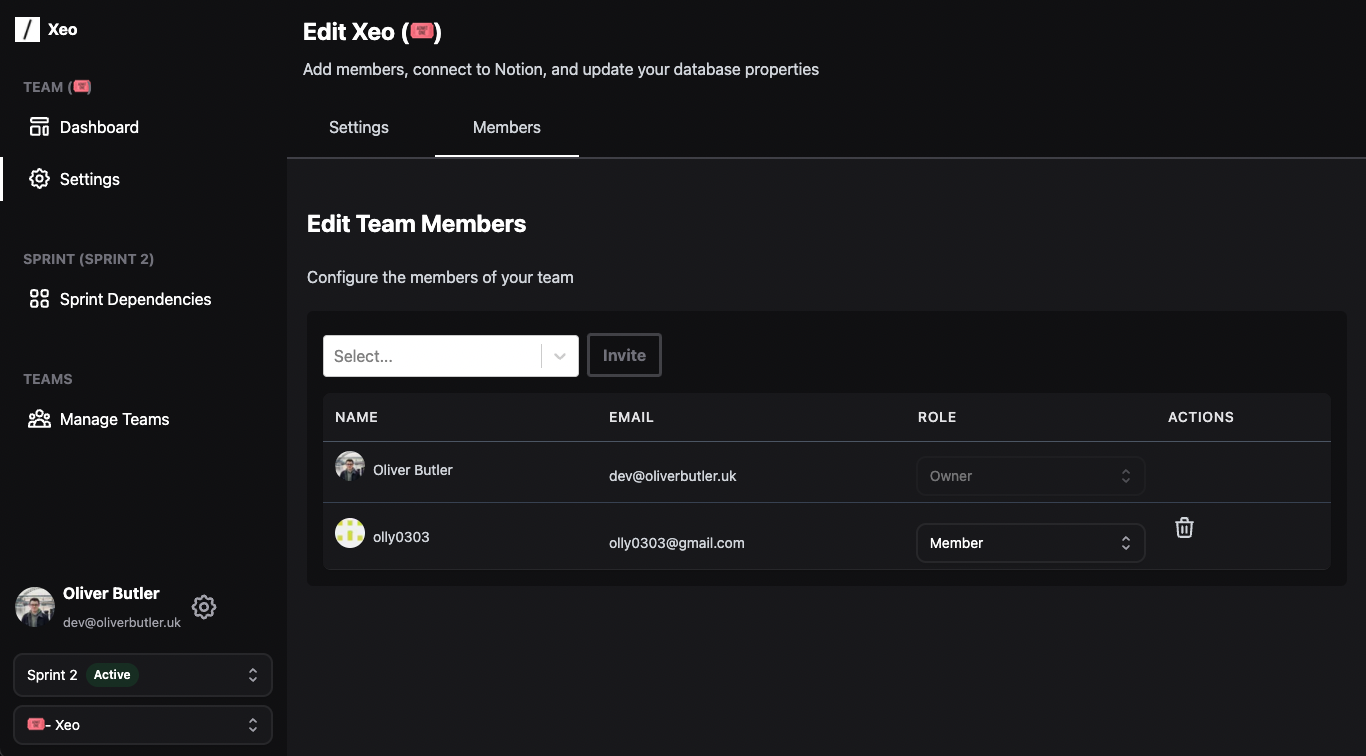 Xeo
TEAM (🎟️)
Dashboard
Settings
SPRINT (SPRINT 2)
Sprint Dependencies
TEAMS
Manage Teams
Oliver Butler
dev@oliverbutler.uk
Sprint 2 Active
🎟️- Xeo
Edit Xeo (🎟️)
Add members, connect to Notion, and update your database properties
Settings Members
Edit Team Members
Configure the members of your team
Select... Invite
NAME EMAIL ROLE ACTIONS
Oliver Butler dev@oliverbutler.uk Owner
olly0303 olly0303@gmail.com Member